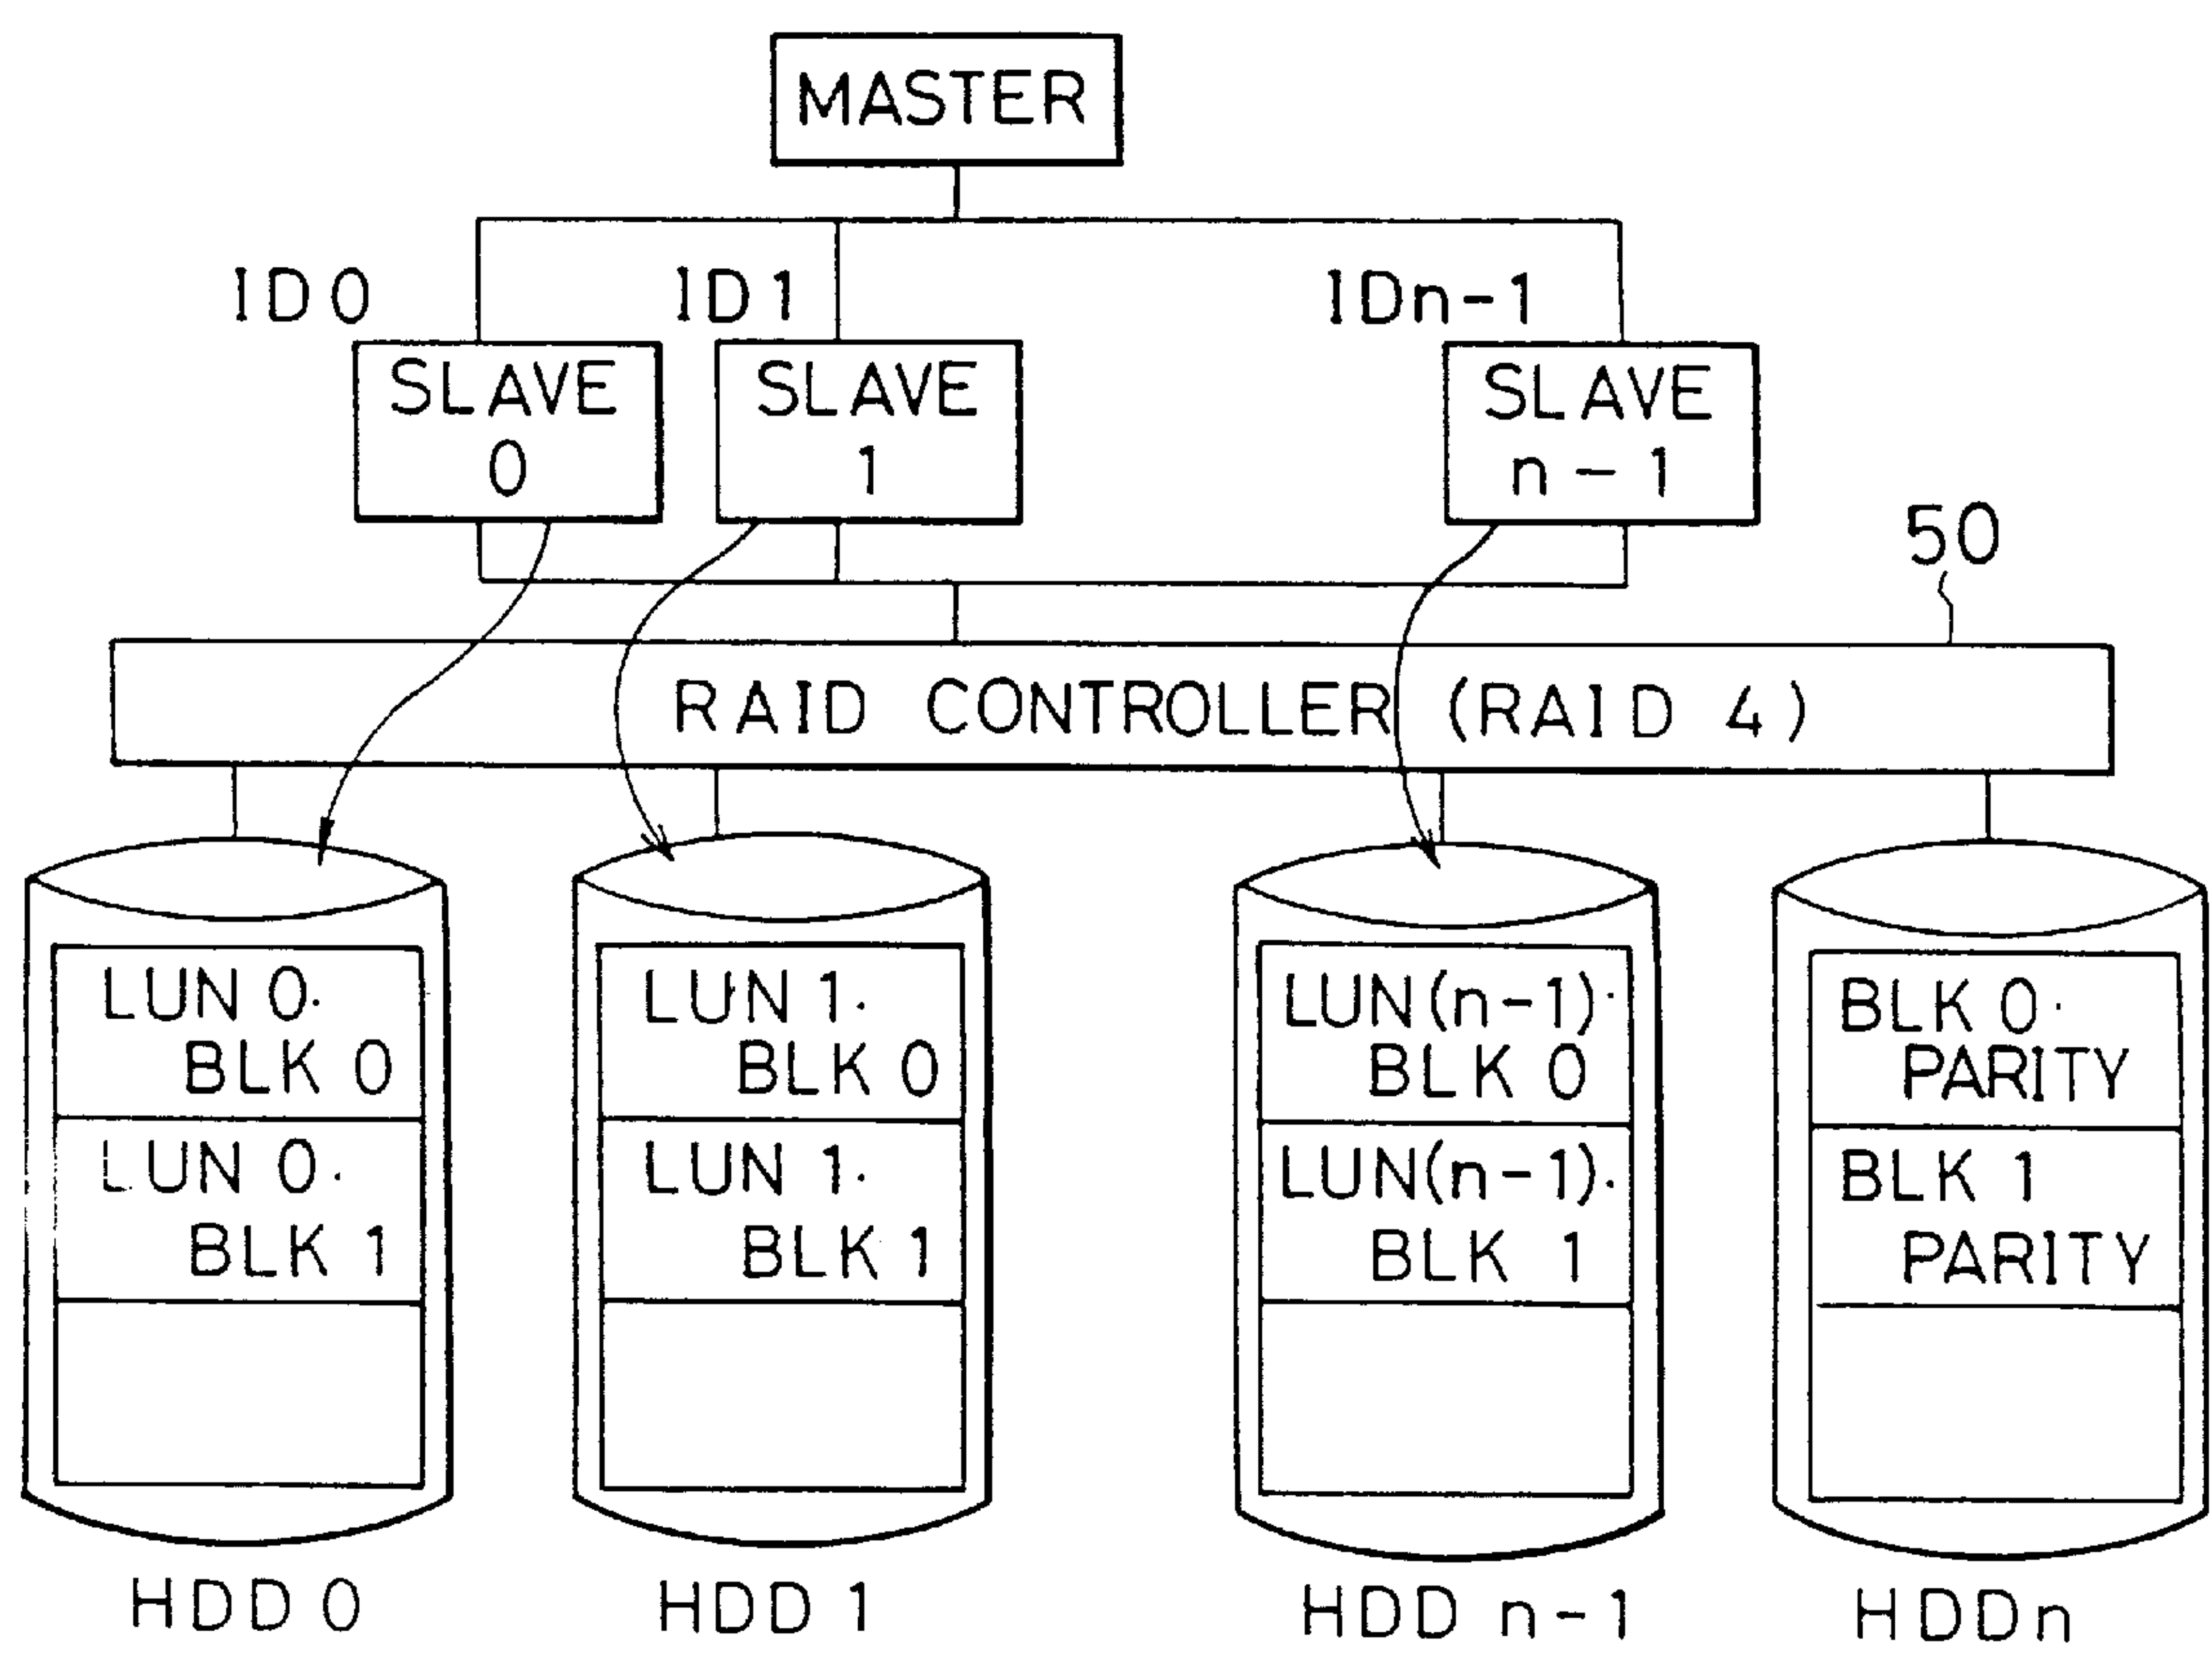 MASTER
ID0
ID1
IDn-1
SLAVE
0
SLAVE
1
SLAVE
n-1
50
RAID CONTROLLER (RAID 4)
LUN 0·
BLK 0
LUN 0·
BLK 1
LUN 1·
BLK 0
LUN 1·
BLK 1
LUN(n-1)·
BLK 0
LUN(n-1)·
BLK 1
BLK 0·
PARITY
BLK 1
PARITY
HDD 0
HDD 1
HDD n-1
HDDn